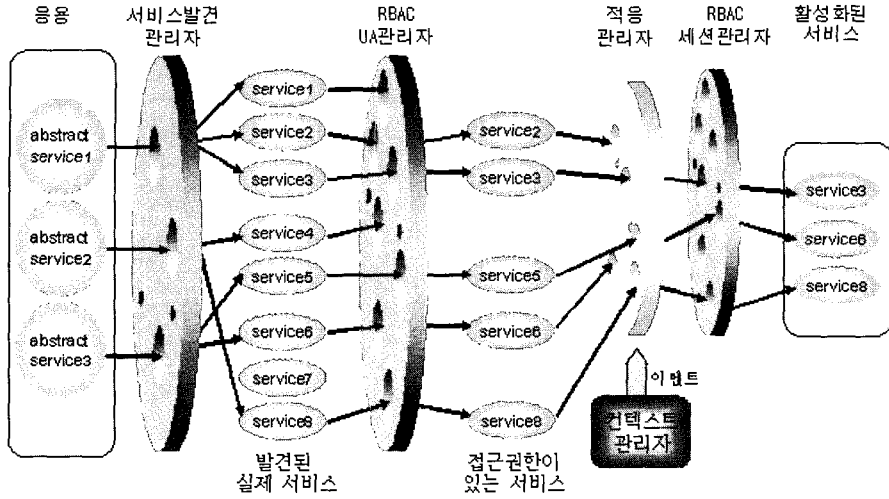 응용
서비스발견
관리자
RBAC
UA관리자
적응
관리자
RBAC
세션관리자
활성화된
서비스
abstract
service1
abstract
service2
abstract
service3
service1
service2
service3
service4
service5
service6
service7
service8
service2
service3
service5
service6
service8
service3
service6
service8
이벤트
컨텍스트
관리자
발견된
실제 서비스
접근권한이
있는 서비스